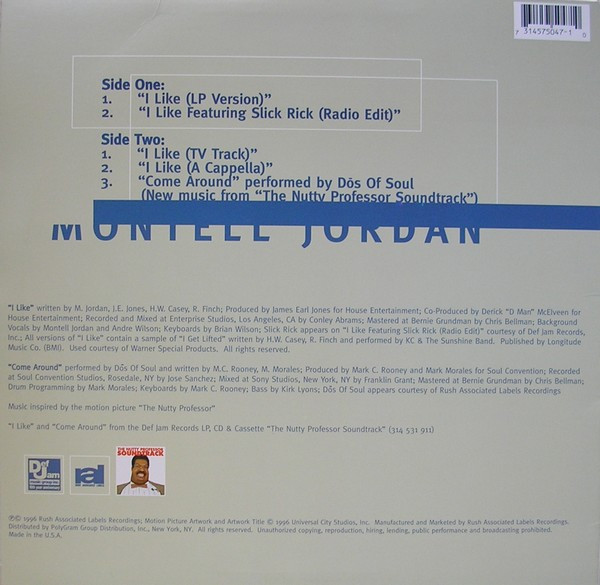 7 314575047-1 0
Side One:
1. “I Like (LP Version)”
2. “I Like Featuring Slick Rick (Radio Edit)”
Side Two:
1. “I Like (TV Track)”
2. “I Like (A Cappella)”
3. “Come Around” performed by Dōs Of Soul
(New music from “The Nutty Professor Soundtrack”)
MONTELL JORDAN
“I Like” written by M. Jordan, J.E. Jones, H.W. Casey, R. Finch; Produced by James Earl Jones for House Entertainment; Co-Produced by Derick “D Man” McElveen for
House Entertainment; Recorded and Mixed at Enterprise Studios, Los Angeles, CA by Conley Abrams; Mastered at Bernie Grundman by Chris Bellman; Background
Vocals by Montell Jordan and Andre Wilson; Keyboards by Brian Wilson; Slick Rick appears on “I Like Featuring Slick Rick (Radio Edit)” courtesy of Def Jam Records,
Inc.; All versions of “I Like” contain a sample of “I Get Lifted” written by H.W. Casey, R. Finch and performed by KC & The Sunshine Band. Published by Longitude
Music Co. (BMI). Used courtesy of Warner Special Products. All rights reserved.
“Come Around” performed by Dōs Of Soul and written by M.C. Rooney, M. Morales; Produced by Mark C. Rooney and Mark Morales for Soul Convention; Recorded
at Soul Convention Studios, Rosedale, NY by Jose Sanchez; Mixed at Sony Studios, New York, NY by Franklin Grant; Mastered at Bernie Grundman by Chris Bellman;
Drum Programming by Mark Morales; Keyboards by Mark C. Rooney; Bass by Kirk Lyons; Dōs Of Soul appears courtesy of Rush Associated Labels Recordings
Music inspired by the motion picture “The Nutty Professor”
“I Like” and “Come Around” from the Def Jam Records LP, CD & Cassette “The Nutty Professor Soundtrack” (314 531 911)
Def Jam
ral
THE NUTTY PROFESSOR
SOUNDTRACK
℗© 1996 Rush Associated Labels Recordings; Motion Picture Artwork and Artwork Title © 1996 Universal City Studios, Inc. Manufactured and Marketed by Rush Associated Labels Recordings.
Distributed by PolyGram Group Distribution, Inc., New York, NY. All rights reserved. Unauthorized copying, reproduction, hiring, lending, public performance and broadcasting prohibited.
Made in the U.S.A.